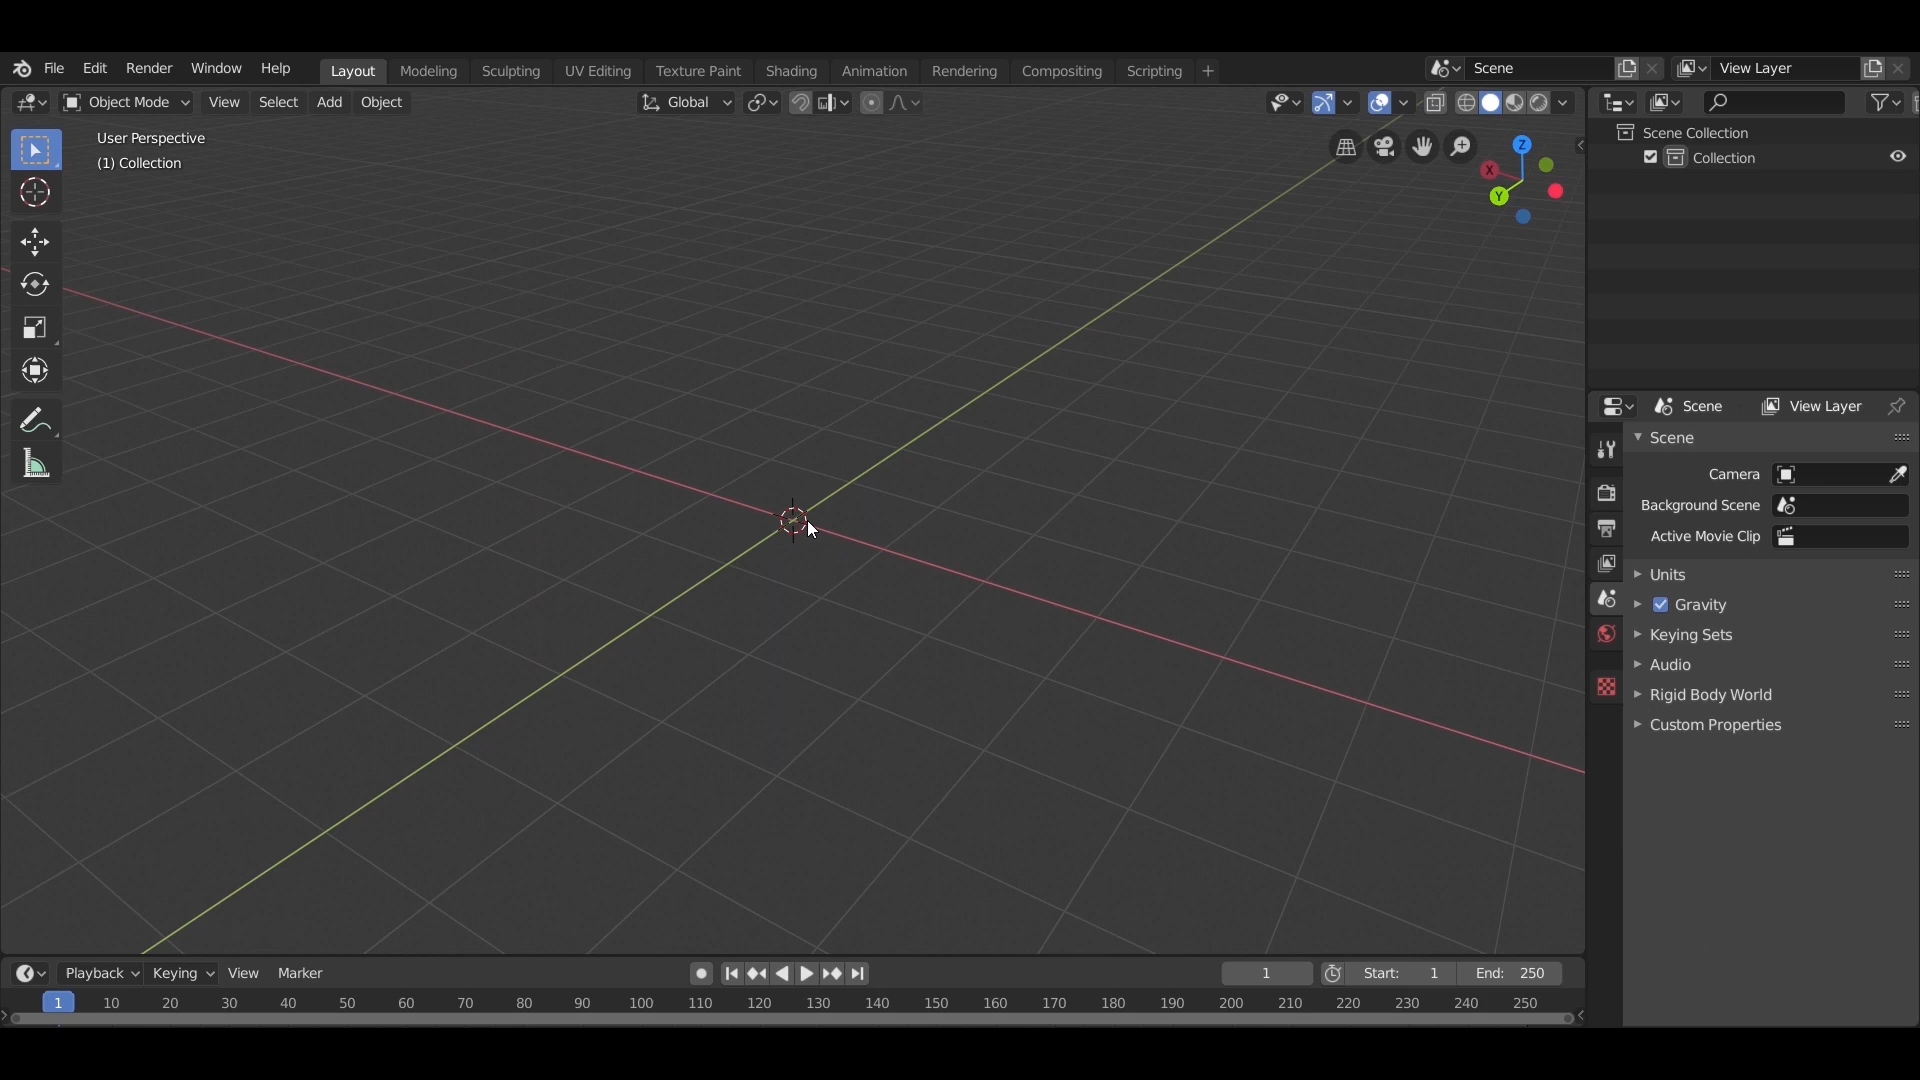 File Edit Render Window Help
Layout Modeling Sculpting UV Editing Texture Paint Shading Animation Rendering Compositing Scripting +
Scene
View Layer
Object Mode View Select Add Object
Global
User Perspective
(1) Collection
Z
X
Y
Scene Collection
Collection
Scene View Layer
Scene
Camera
Background Scene
Active Movie Clip
Units
Gravity
Keying Sets
Audio
Rigid Body World
Custom Properties
Playback Keying View Marker
1
Start: 1
End: 250
1 10 20 30 40 50 60 70 80 90 100 110 120 130 140 150 160 170 180 190 200 210 220 230 240 250